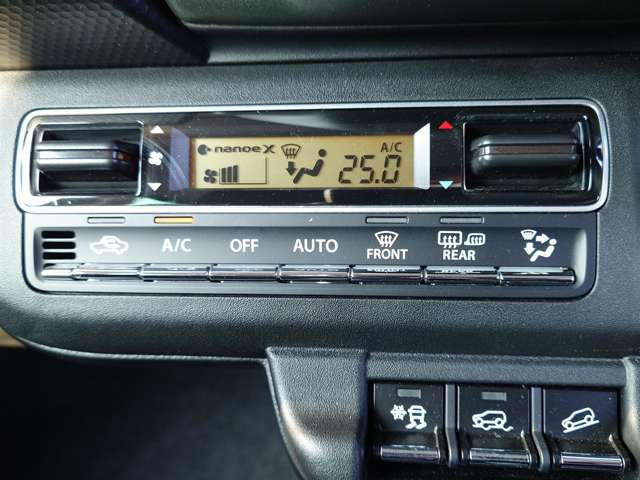 nanoe X
A/C
25.0
A/C OFF AUTO FRONT REAR